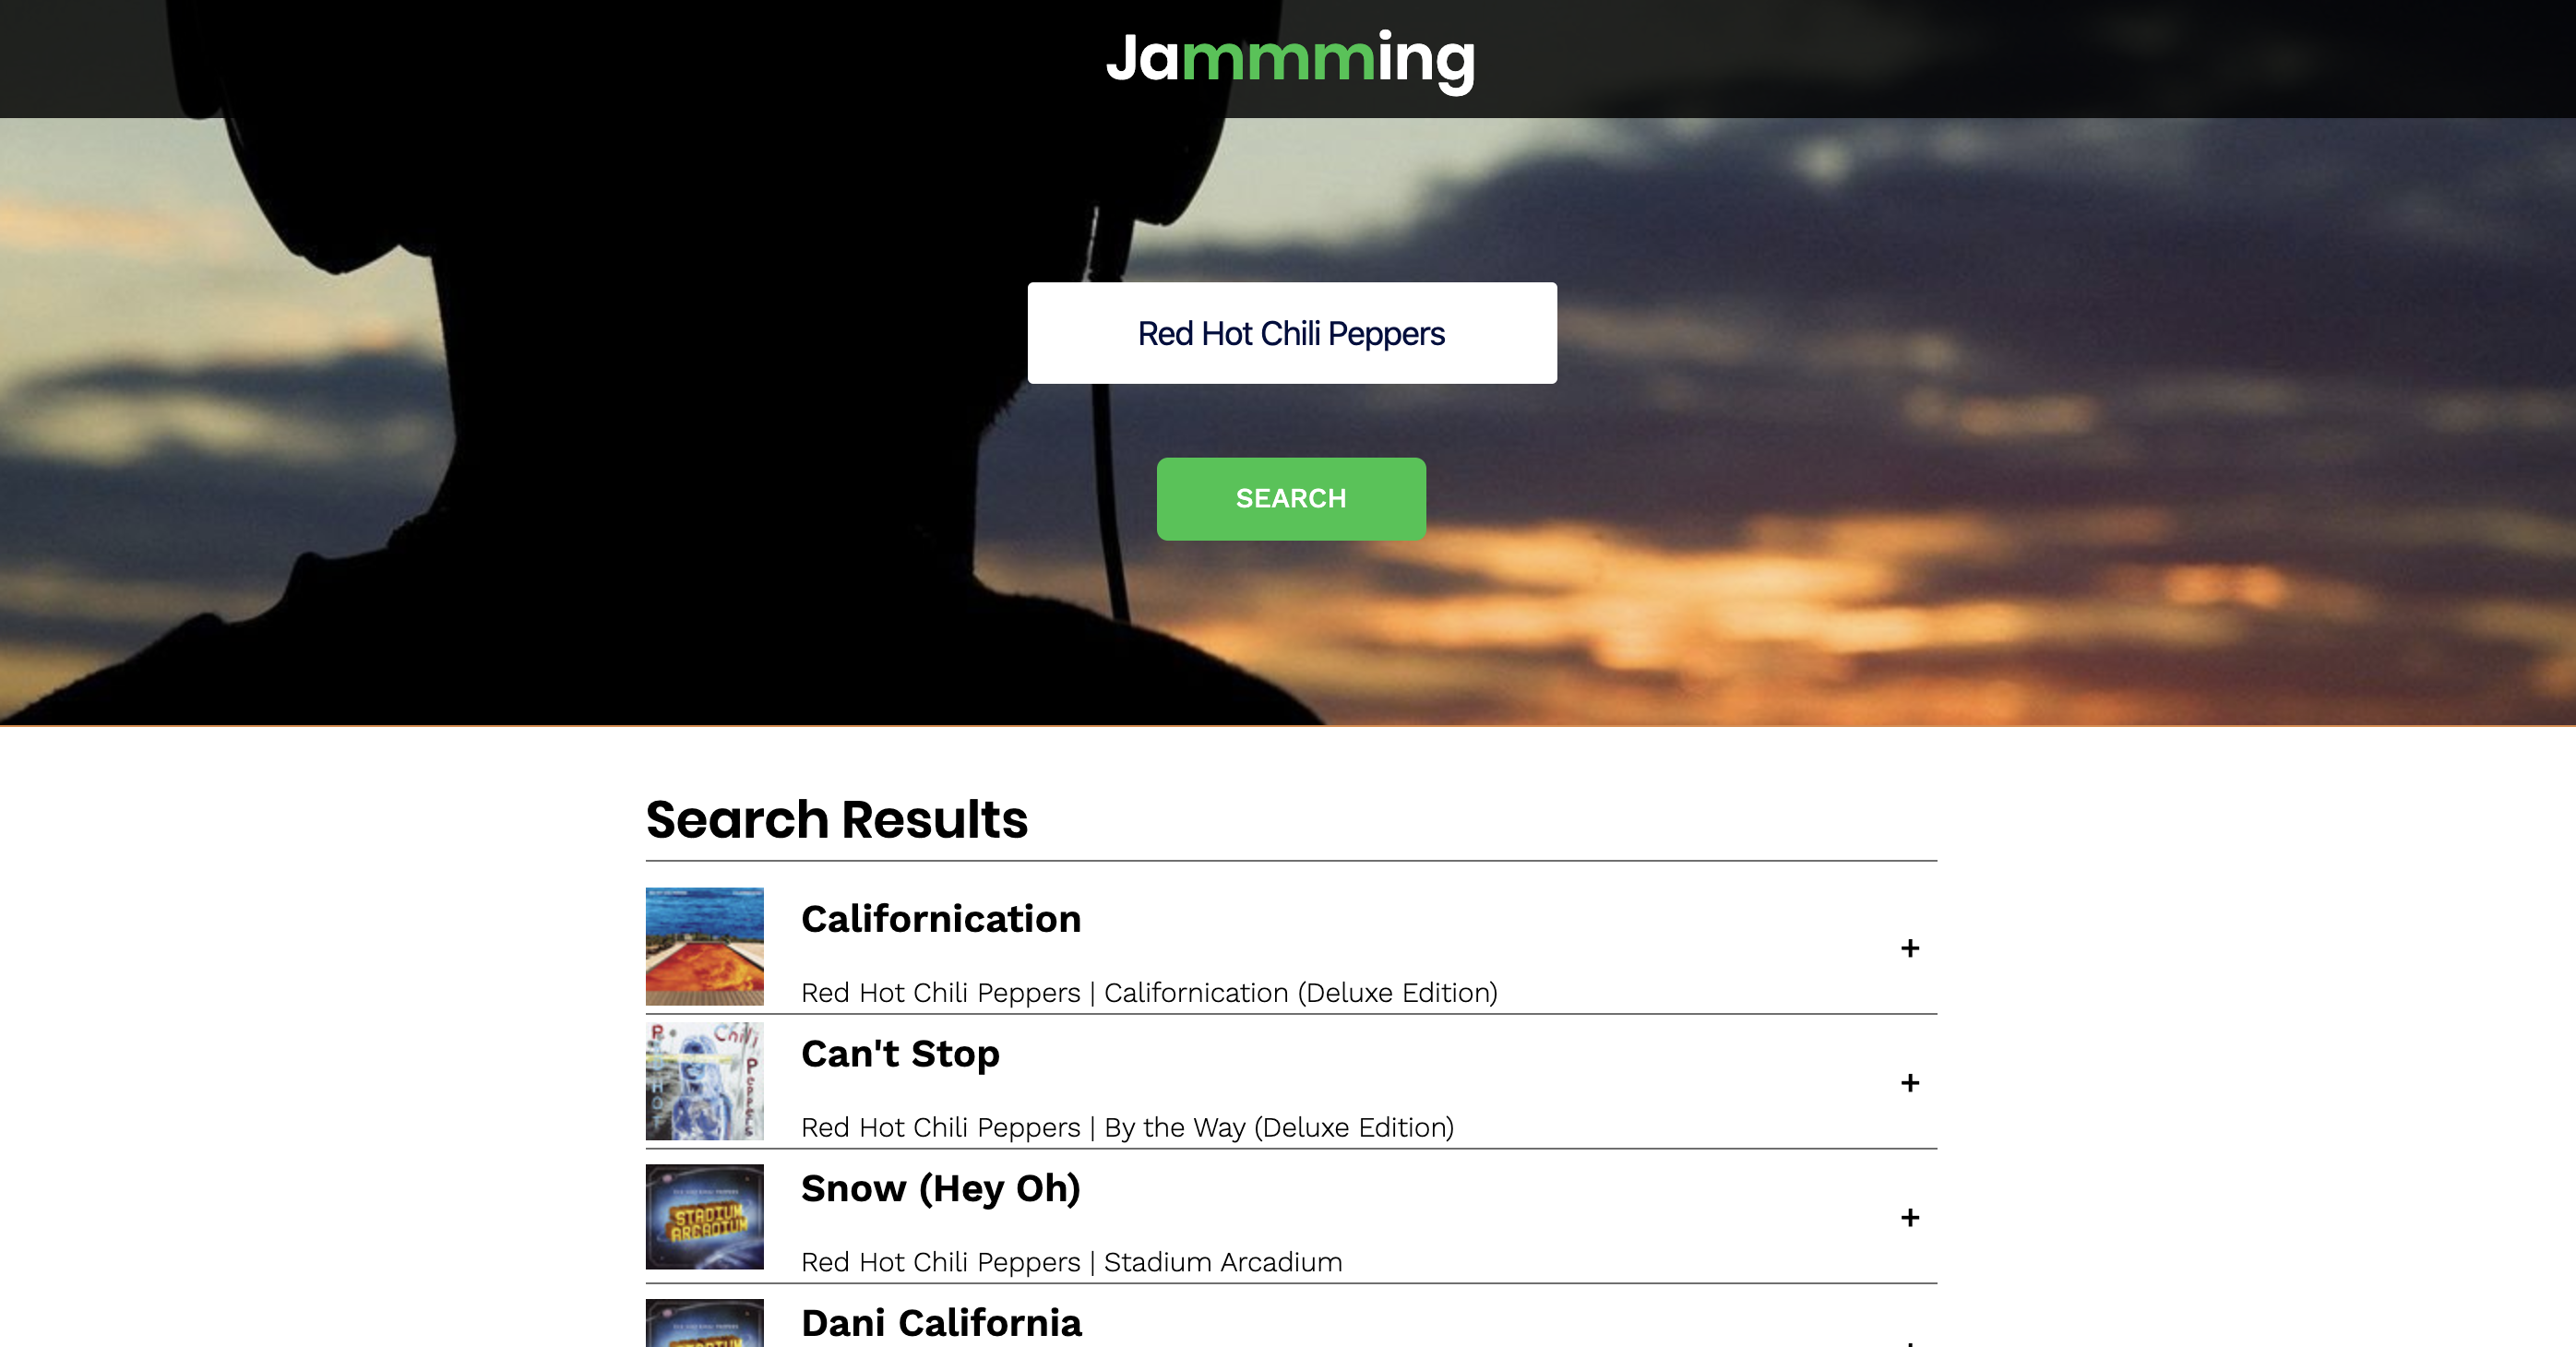 Jammming
Red Hot Chili Peppers
SEARCH
Search Results
Californication
+
Red Hot Chili Peppers | Californication (Deluxe Edition)
Can't Stop
+
Red Hot Chili Peppers | By the Way (Deluxe Edition)
Snow (Hey Oh)
+
STADIUM
ARCADIUM
Red Hot Chili Peppers | Stadium Arcadium
Dani California